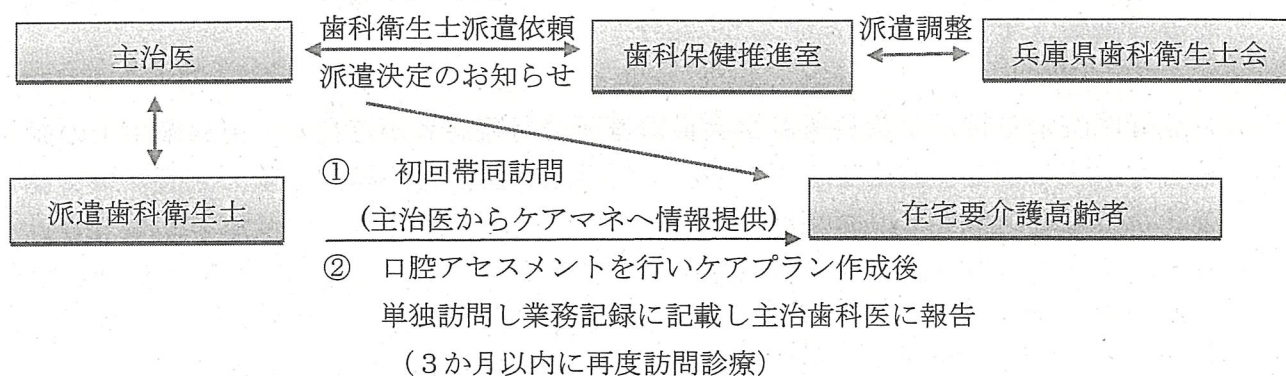 歯科衛生士派遣依頼
派遣調整
主治医
歯科保健推進室
兵庫県歯科衛生士会
派遣決定のお知らせ
① 初回帯同訪問
派遣歯科衛生士
(主治医からケアマネへ情報提供)
在宅要介護高齢者
② 口腔アセスメントを行いケアプラン作成後
単独訪問し業務記録に記載し主治歯科医に報告
(3か月以内に再度訪問診療)